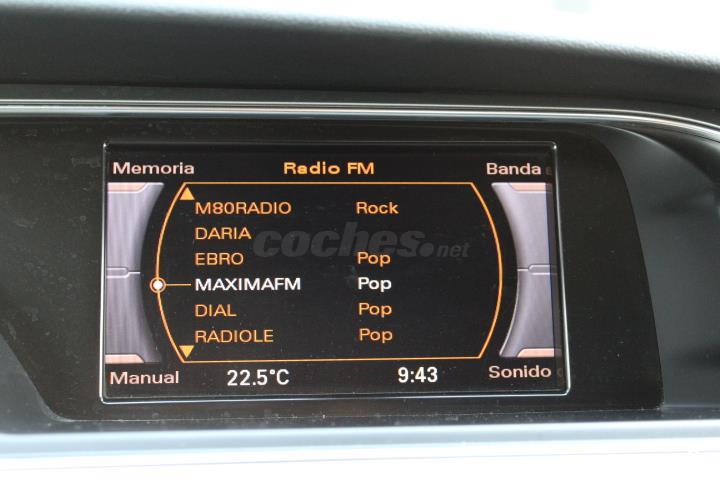 Memoria Radio FM Banda
M80RADIO Rock
DARIA
coches.net
EBRO Pop
MAXIMAFM Pop
DIAL Pop
RADIOLE Pop
Manual 22.5°C 9:43 Sonido